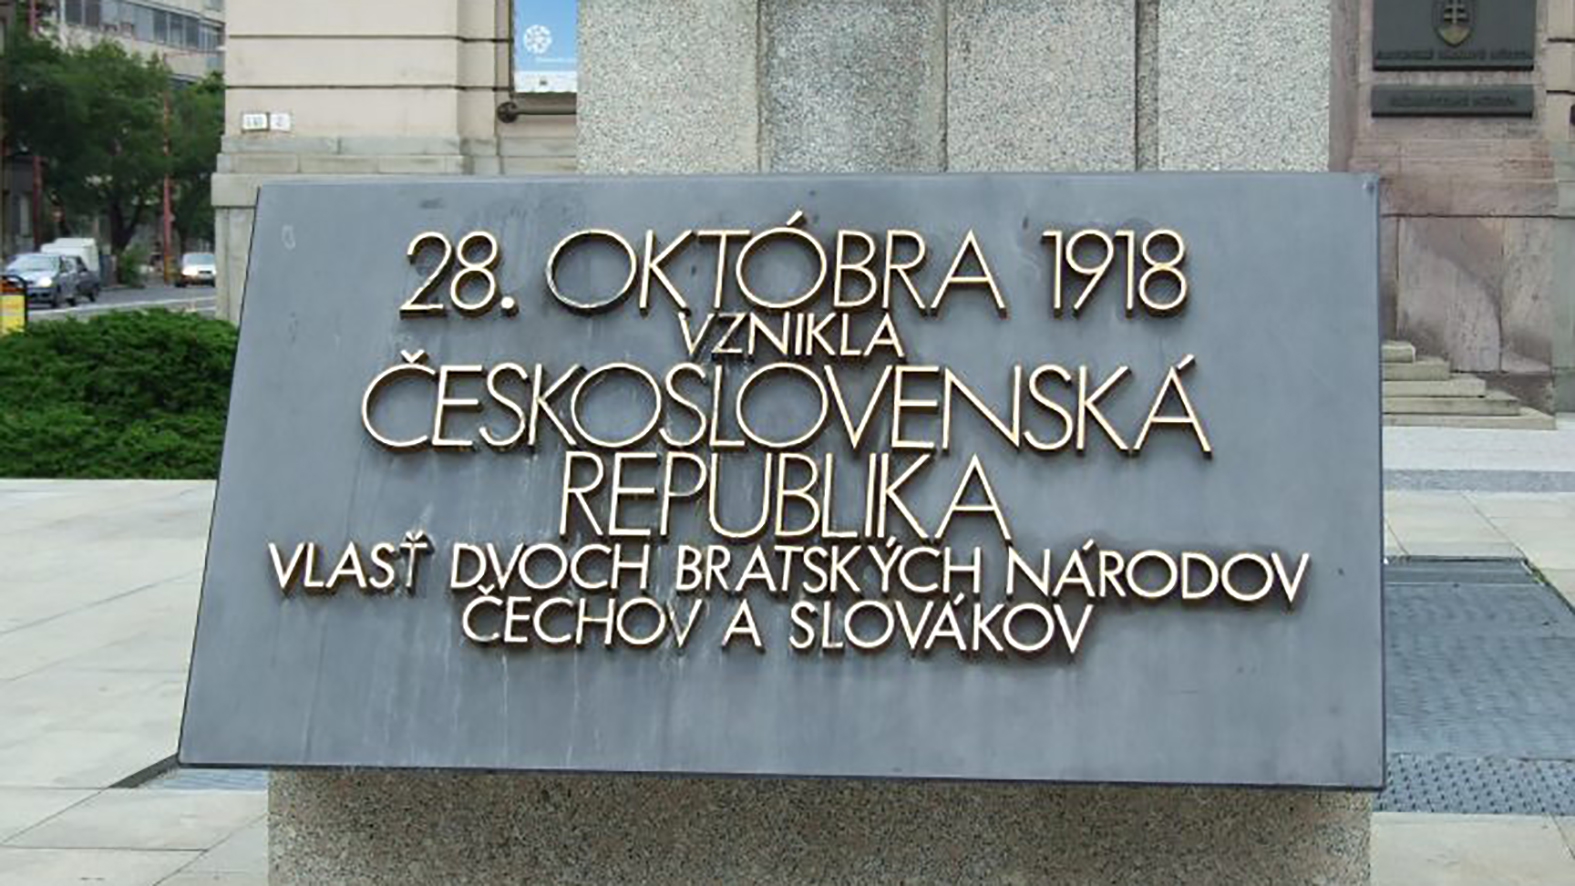 28. OKTÓBRA 1918
VZNIKLA
ČESKOSLOVENSKÁ
REPUBLIKA
VLASŤ DVOCH BRATSKÝCH NÁRODOV
ČECHOV A SLOVÁKOV